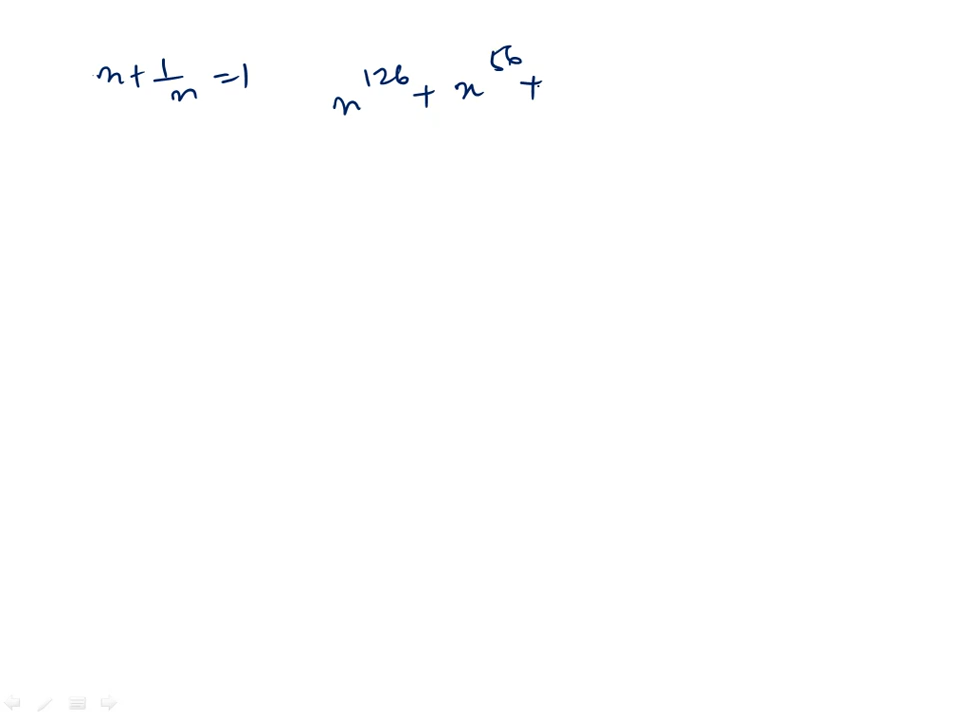 x + 1/x = 1    x^126 + x^56 +